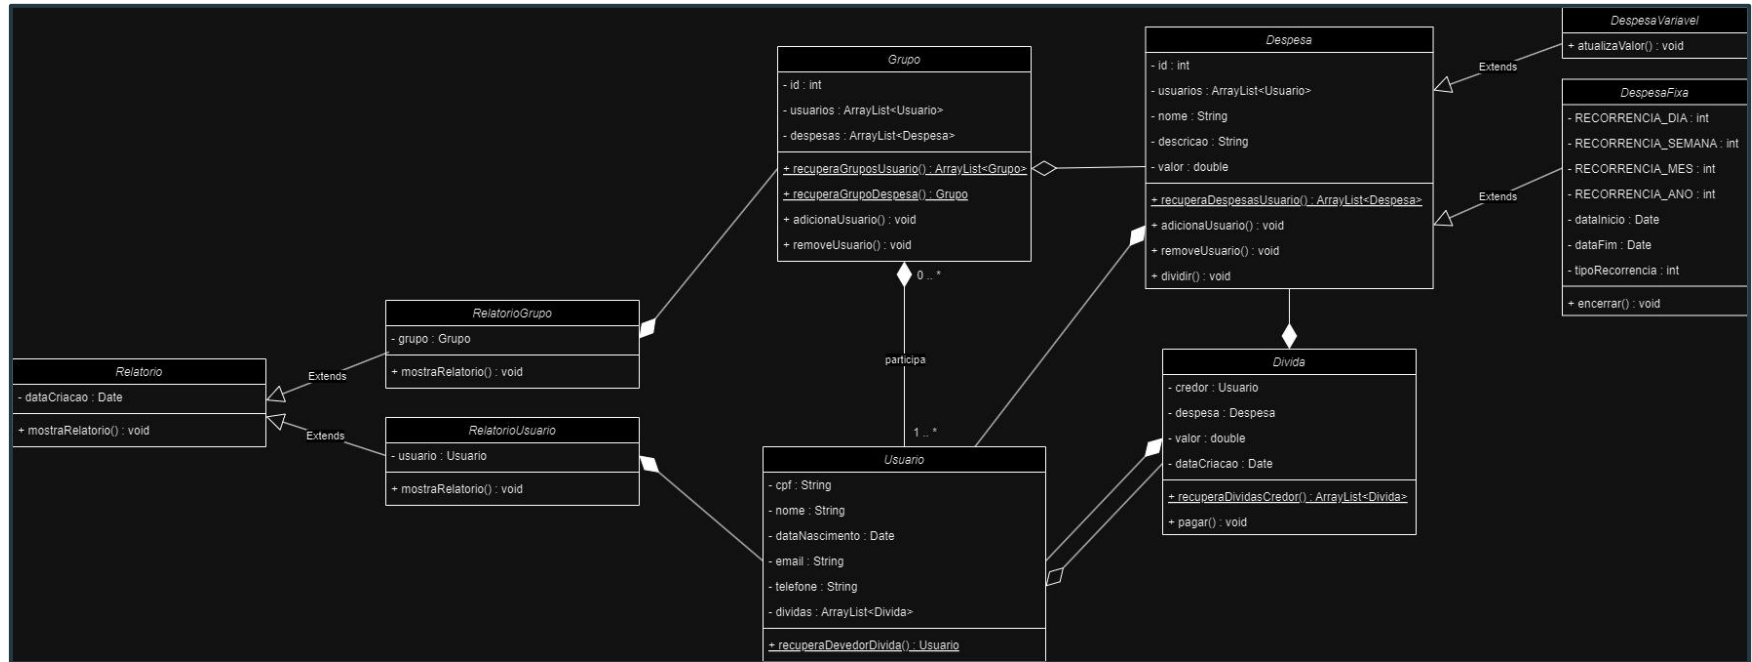 DespesaVariavel
+ atualizaValor() : void
Despesa
- id : int
- usuarios : ArrayList<Usuario>
- nome : String
- descricao : String
- valor : double
+ recuperaDespesasUsuario() : ArrayList<Despesa>
+ adicionaUsuario() : void
+ removeUsuario() : void
+ dividir() : void
Extends
Extends
DespesaFixa
- RECORRENCIA_DIA : int
- RECORRENCIA_SEMANA : int
- RECORRENCIA_MES : int
- RECORRENCIA_ANO : int
- dataInicio : Date
- dataFim : Date
- tipoRecorrencia : int
+ encerrar() : void
Grupo
- id : int
- usuarios : ArrayList<Usuario>
- despesas : ArrayList<Despesa>
+ recuperaGruposUsuario() : ArrayList<Grupo>
+ recuperaGrupoDespesa() : Grupo
+ adicionaUsuario() : void
+ removeUsuario() : void
0 .. *
participa
1 .. *
RelatorioGrupo
- grupo : Grupo
+ mostraRelatorio() : void
Relatorio
- dataCriacao : Date
+ mostraRelatorio() : void
Extends
Extends
RelatorioUsuario
- usuario : Usuario
+ mostraRelatorio() : void
Divida
- credor : Usuario
- despesa : Despesa
- valor : double
- dataCriacao : Date
+ recuperaDividasCredor() : ArrayList<Divida>
+ pagar() : void
Usuario
- cpf : String
- nome : String
- dataNascimento : Date
- email : String
- telefone : String
- dividas : ArrayList<Divida>
+ recuperaDevedorDivida() : Usuario